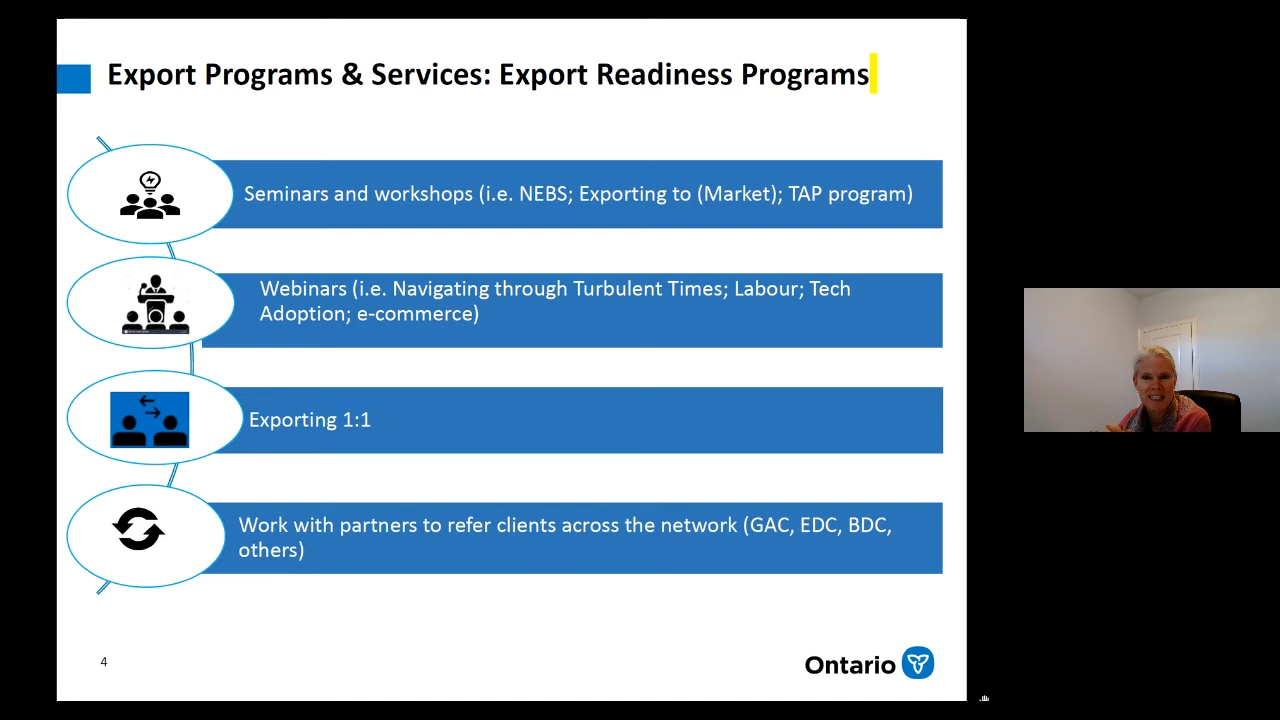 Export Programs & Services: Export Readiness Programs
Seminars and workshops (i.e. NEBS; Exporting to (Market); TAP program)
Webinars (i.e. Navigating through Turbulent Times; Labour; Tech
Adoption; e-commerce)
Exporting 1:1
Work with partners to refer clients across the network (GAC, EDC, BDC,
others)
4
Ontario